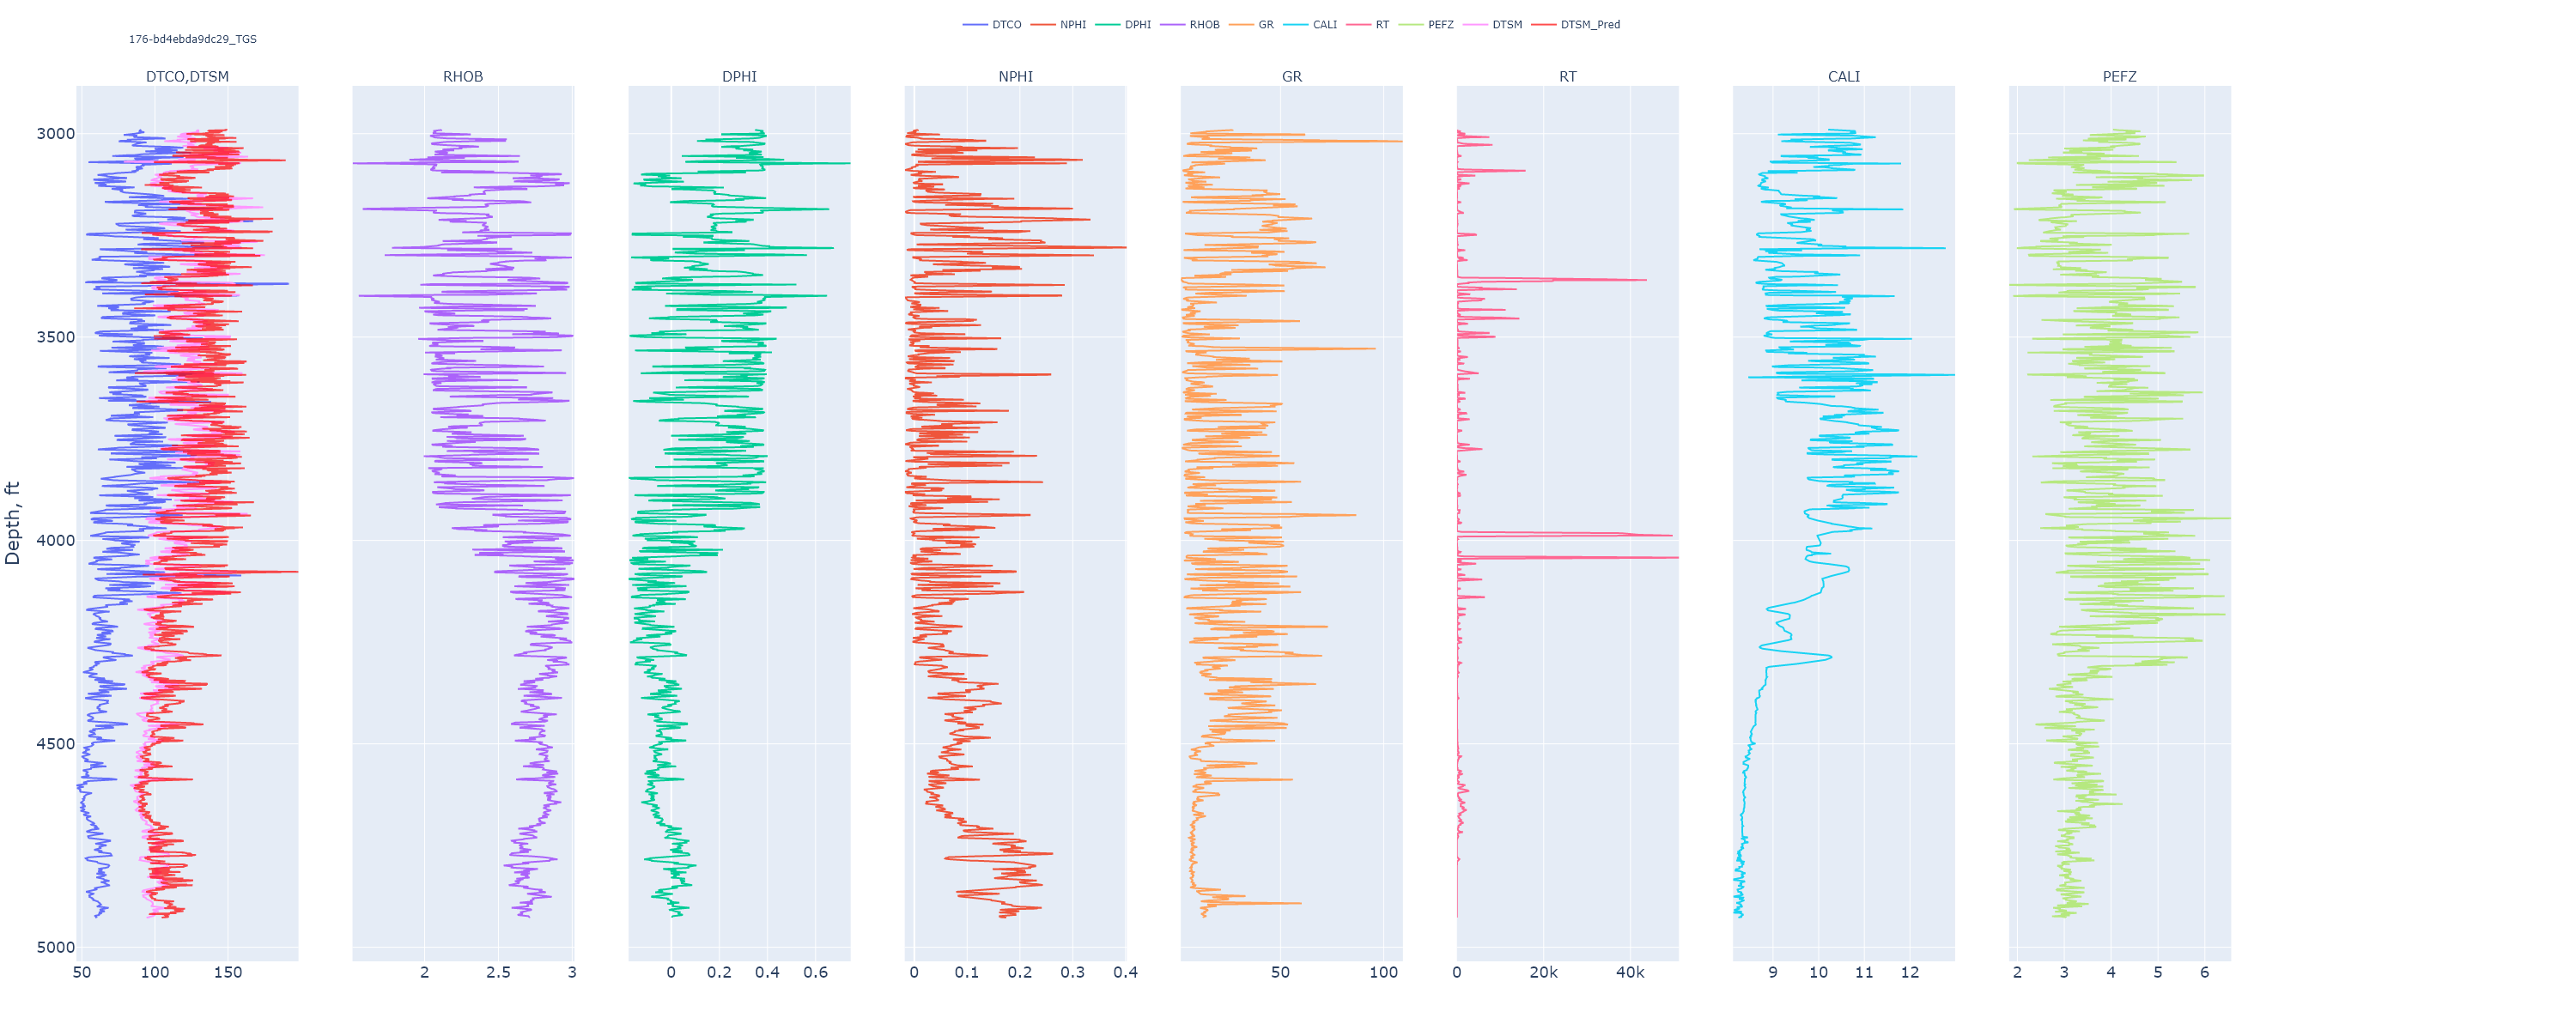 DTCO NPHI DPHI RHOB GR CALI RT PEFZ DTSM DTSM_Pred
176-bd4ebda9dc29_TGS
DTCO,DTSM RHOB DPHI NPHI GR RT CALI PEFZ
Depth, ft
3000
3500
4000
4500
5000
50 100 150 2 2.5 3 0 0.2 0.4 0.6 0 0.1 0.2 0.3 0.4 50 100 0 20k 40k 9 10 11 12 2 3 4 5 6